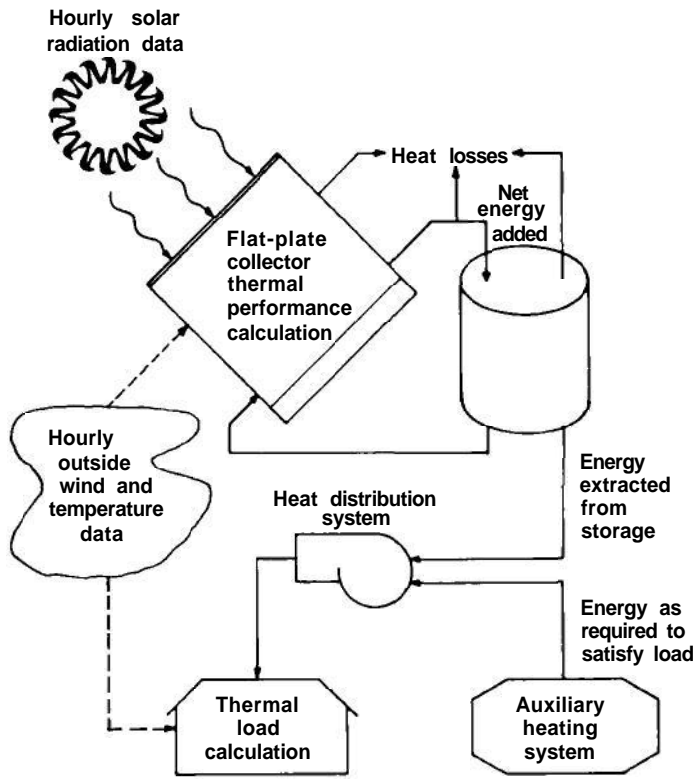 Hourly solar
radiation data
Heat losses
Net
energy
added
Flat-plate
collector
thermal
performance
calculation
Hourly
outside
wind and
temperature
data
Energy
extracted
from
storage
Heat distribution
system
Energy as
required to
satisfy load
Thermal
load
calculation
Auxiliary
heating
system